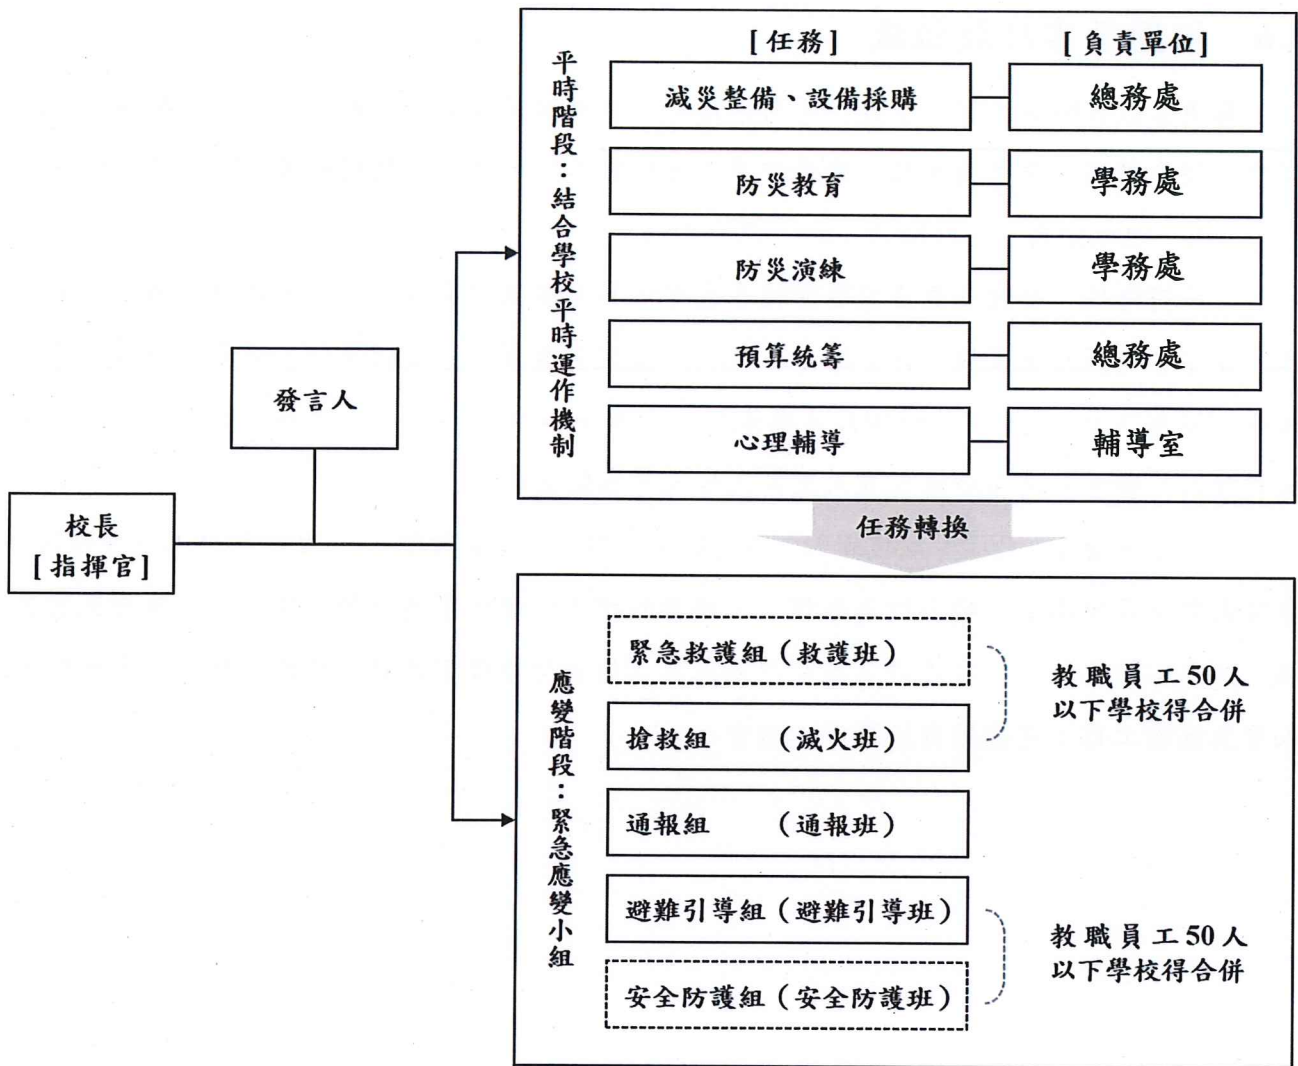 校長
[指揮官]
發言人
平時階段：結合學校平時運作機制
[任務]
[負責單位]
減災整備、設備採購
總務處
防災教育
學務處
防災演練
學務處
預算統籌
總務處
心理輔導
輔導室
任務轉換
應變階段：緊急應變小組
緊急救護組（救護班）
搶救組 （滅火班）
教職員工50人
以下學校得合併
通報組 （通報班）
避難引導組（避難引導班）
安全防護組（安全防護班）
教職員工50人
以下學校得合併